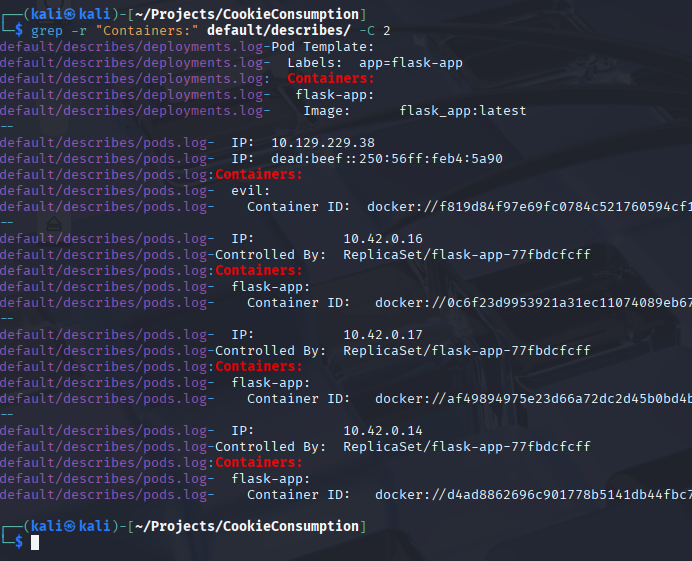 ┌──(kali㉿kali)-[~/Projects/CookieConsumption]
└─$ grep -r "Containers:" default/describes/ -C 2
default/describes/deployments.log-Pod Template:
default/describes/deployments.log-  Labels:  app=flask-app
default/describes/deployments.log:  Containers:
default/describes/deployments.log-   flask-app:
default/describes/deployments.log-    Image:      flask_app:latest
--
default/describes/pods.log-  IP:  10.129.229.38
default/describes/pods.log-  IP:  dead:beef::250:56ff:feb4:5a90
default/describes/pods.log:Containers:
default/describes/pods.log-  evil:
default/describes/pods.log-    Container ID:  docker://f819d84f97e69fc0784c521760594cf1
--
default/describes/pods.log-  IP:           10.42.0.16
default/describes/pods.log-Controlled By:  ReplicaSet/flask-app-77fbdcfcff
default/describes/pods.log:Containers:
default/describes/pods.log-  flask-app:
default/describes/pods.log-    Container ID:   docker://0c6f23d9953921a31ec11074089eb67
--
default/describes/pods.log-  IP:           10.42.0.17
default/describes/pods.log-Controlled By:  ReplicaSet/flask-app-77fbdcfcff
default/describes/pods.log:Containers:
default/describes/pods.log-  flask-app:
default/describes/pods.log-    Container ID:   docker://af49894975e23d66a72dc2d45b0bd4b
--
default/describes/pods.log-  IP:           10.42.0.14
default/describes/pods.log-Controlled By:  ReplicaSet/flask-app-77fbdcfcff
default/describes/pods.log:Containers:
default/describes/pods.log-  flask-app:
default/describes/pods.log-    Container ID:   docker://d4ad8862696c901778b5141db44fbc7
┌──(kali㉿kali)-[~/Projects/CookieConsumption]
└─$